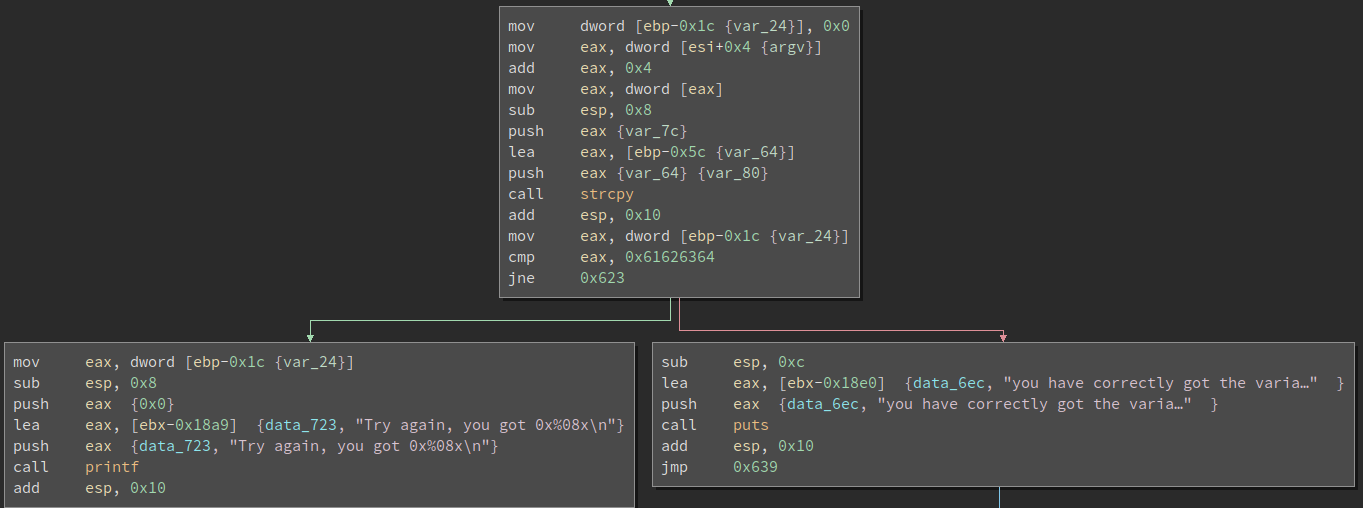 mov dword [ebp-0x1c {var_24}], 0x0
mov eax, dword [esi+0x4 {argv}]
add eax, 0x4
mov eax, dword [eax]
sub esp, 0x8
push eax {var_7c}
lea eax, [ebp-0x5c {var_64}]
push eax {var_64} {var_80}
call strcpy
add esp, 0x10
mov eax, dword [ebp-0x1c {var_24}]
cmp eax, 0x61626364
jne 0x623
mov eax, dword [ebp-0x1c {var_24}]
sub esp, 0x8
push eax {0x0}
lea eax, [ebx-0x18a9] {data_723, "Try again, you got 0x%08x\n"}
push eax {data_723, "Try again, you got 0x%08x\n"}
call printf
add esp, 0x10
sub esp, 0xc
lea eax, [ebx-0x18e0] {data_6ec, "you have correctly got the varia…" }
push eax {data_6ec, "you have correctly got the varia…" }
call puts
add esp, 0x10
jmp 0x639